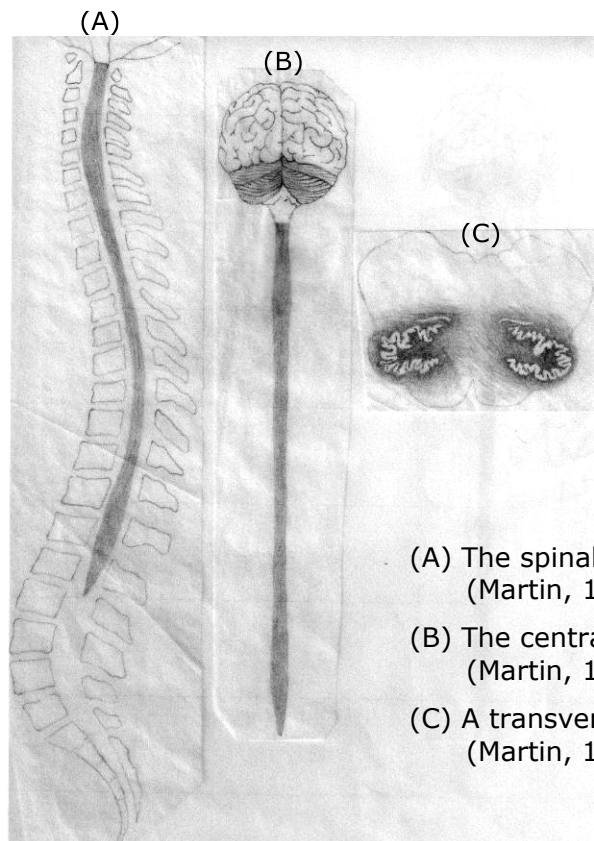 (A)
(B)
(C)
(A) The spinal
(Martin, 1
(B) The centra
(Martin, 1
(C) A transver
(Martin, 1